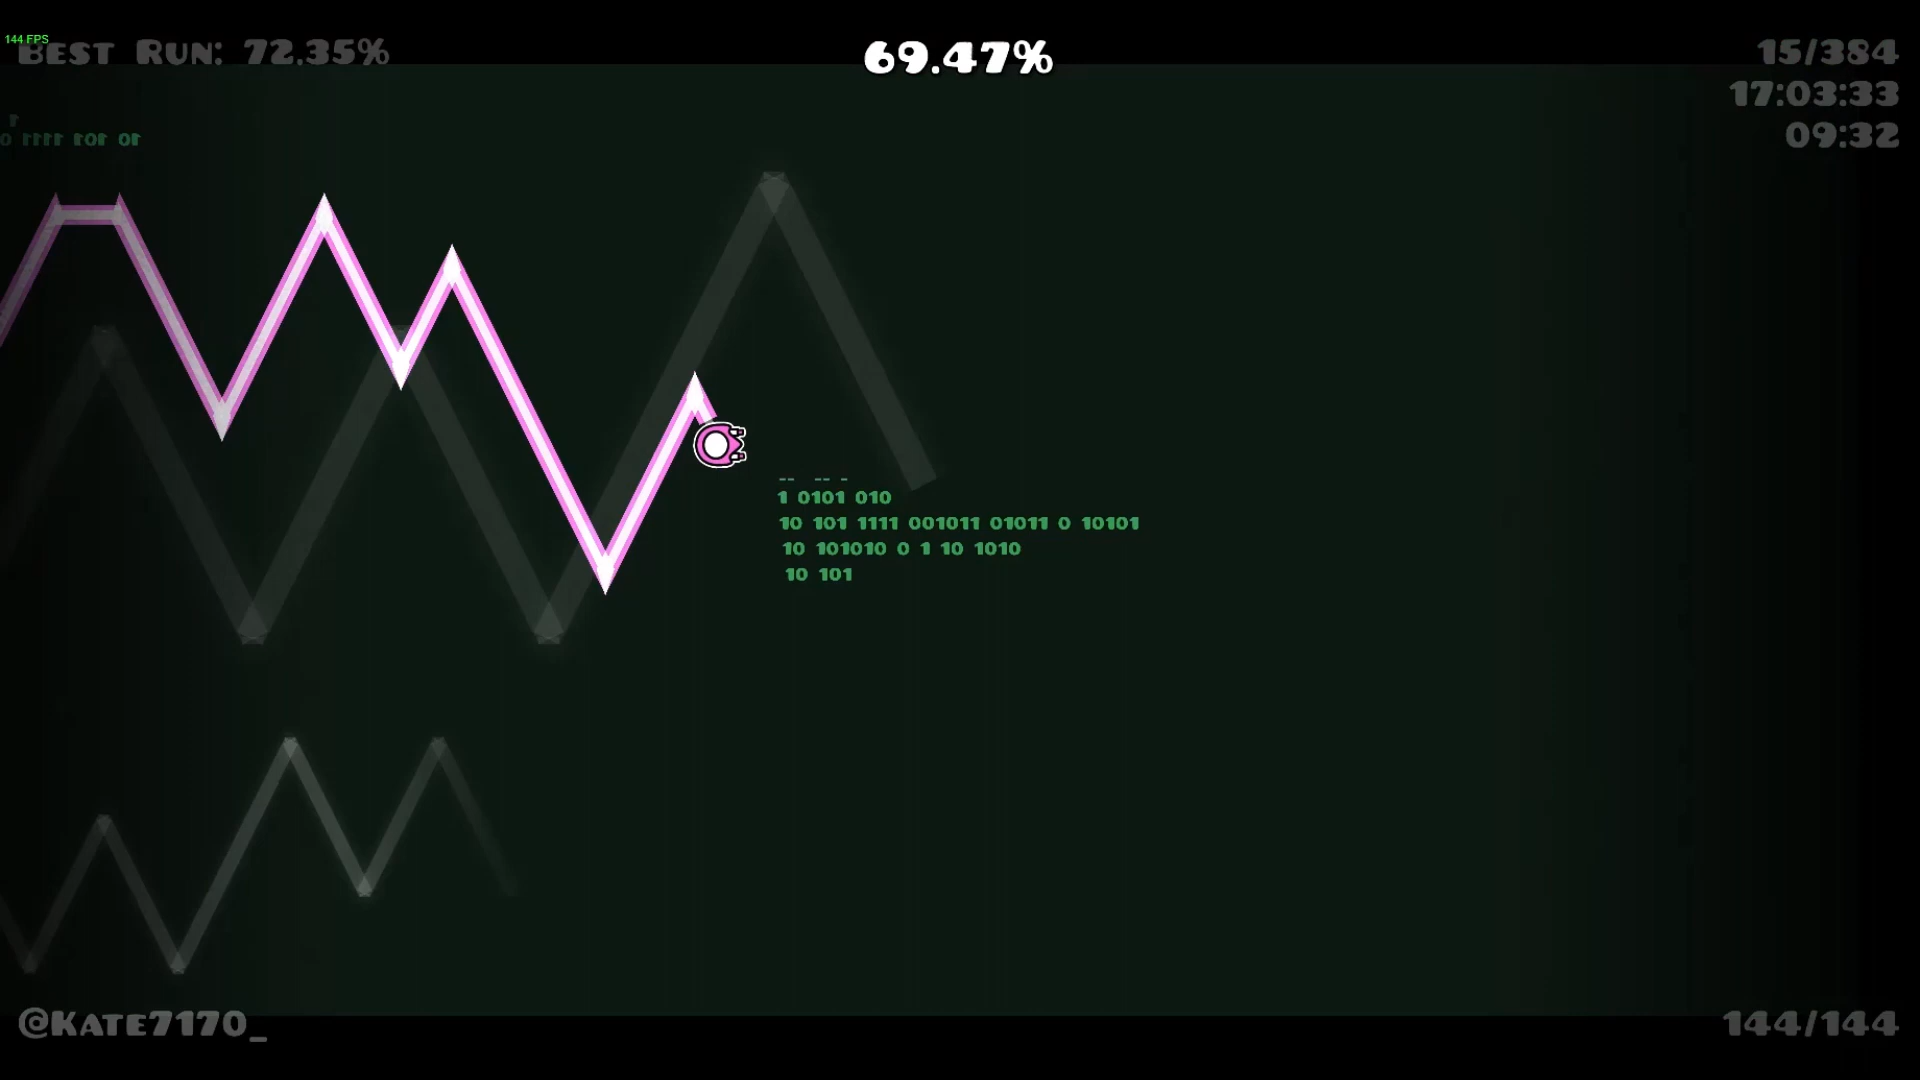 144 FPS
BEST RUN: 72.35%
69.47%
15/384
17:03:33
09:32
1 0101 010
10 101 1111 001011 01011 0 10101
10 101010 0 1 10 1010
10 101
@KATE7170_
144/144